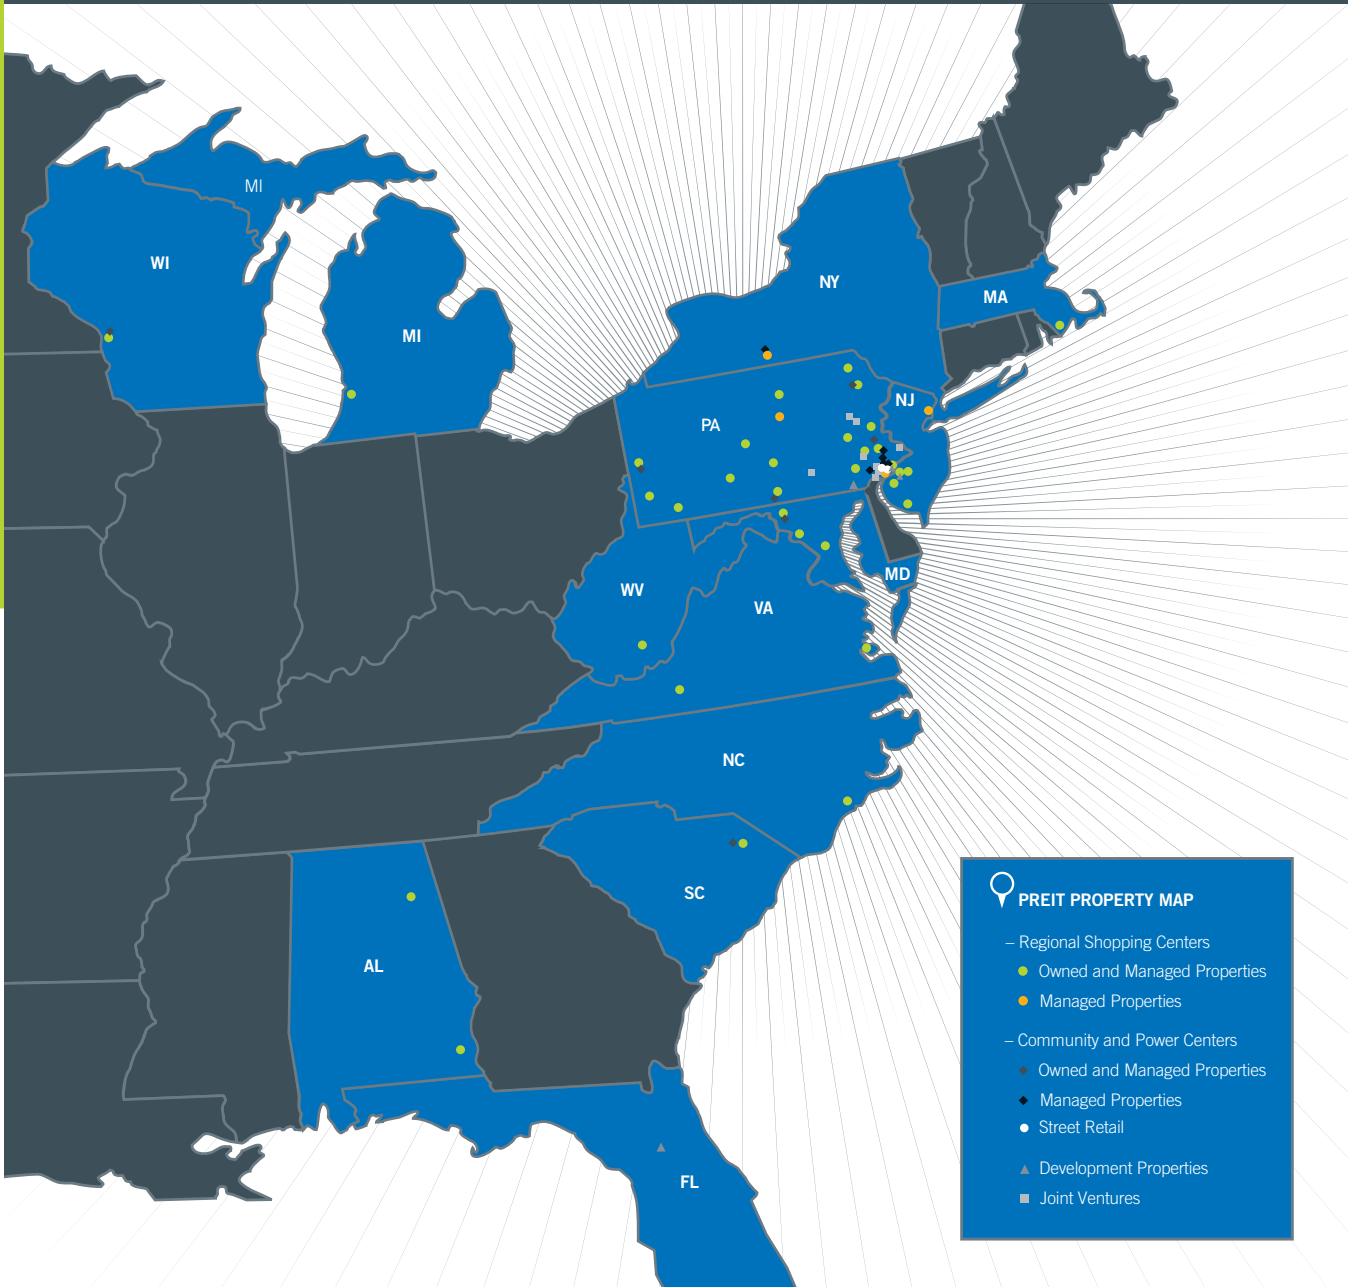 MI
WI
MI
NY
MA
NJ
PA
MD
WV
VA
NC
SC
AL
FL
PREIT PROPERTY MAP
– Regional Shopping Centers
Owned and Managed Properties
Managed Properties
– Community and Power Centers
Owned and Managed Properties
Managed Properties
Street Retail
Development Properties
Joint Ventures